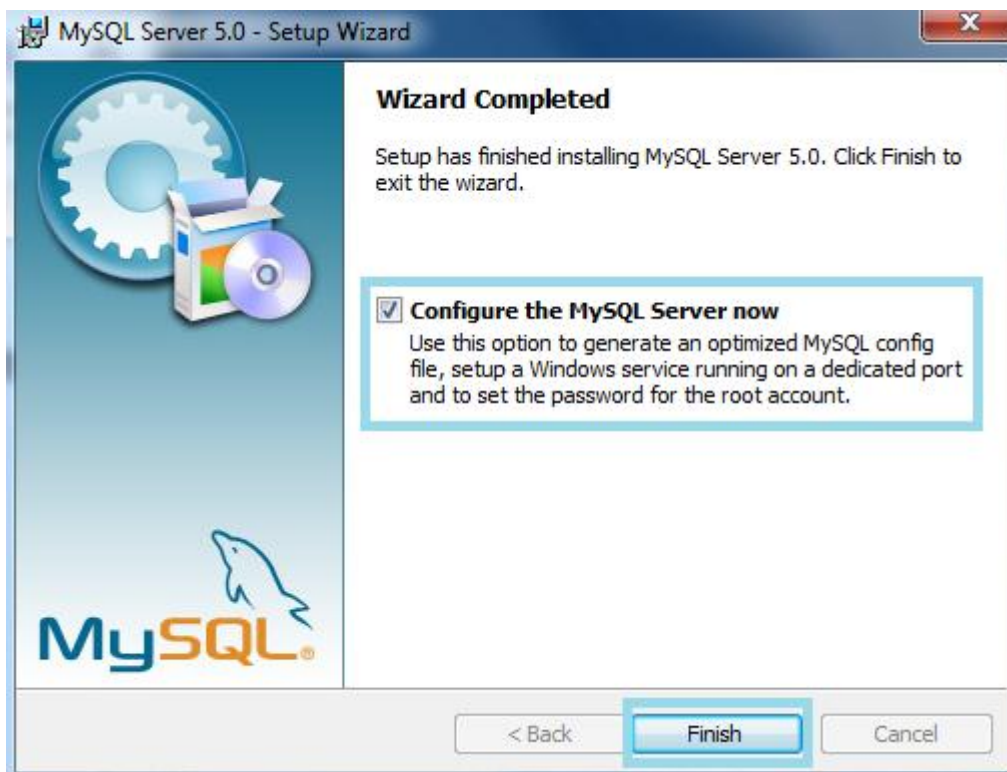 MySQL Server 5.0 - Setup Wizard
Wizard Completed
Setup has finished installing MySQL Server 5.0. Click Finish to
exit the wizard.
Configure the MySQL Server now
Use this option to generate an optimized MySQL config
file, setup a Windows service running on a dedicated port
and to set the password for the root account.
MySQL®
< Back
Finish
Cancel